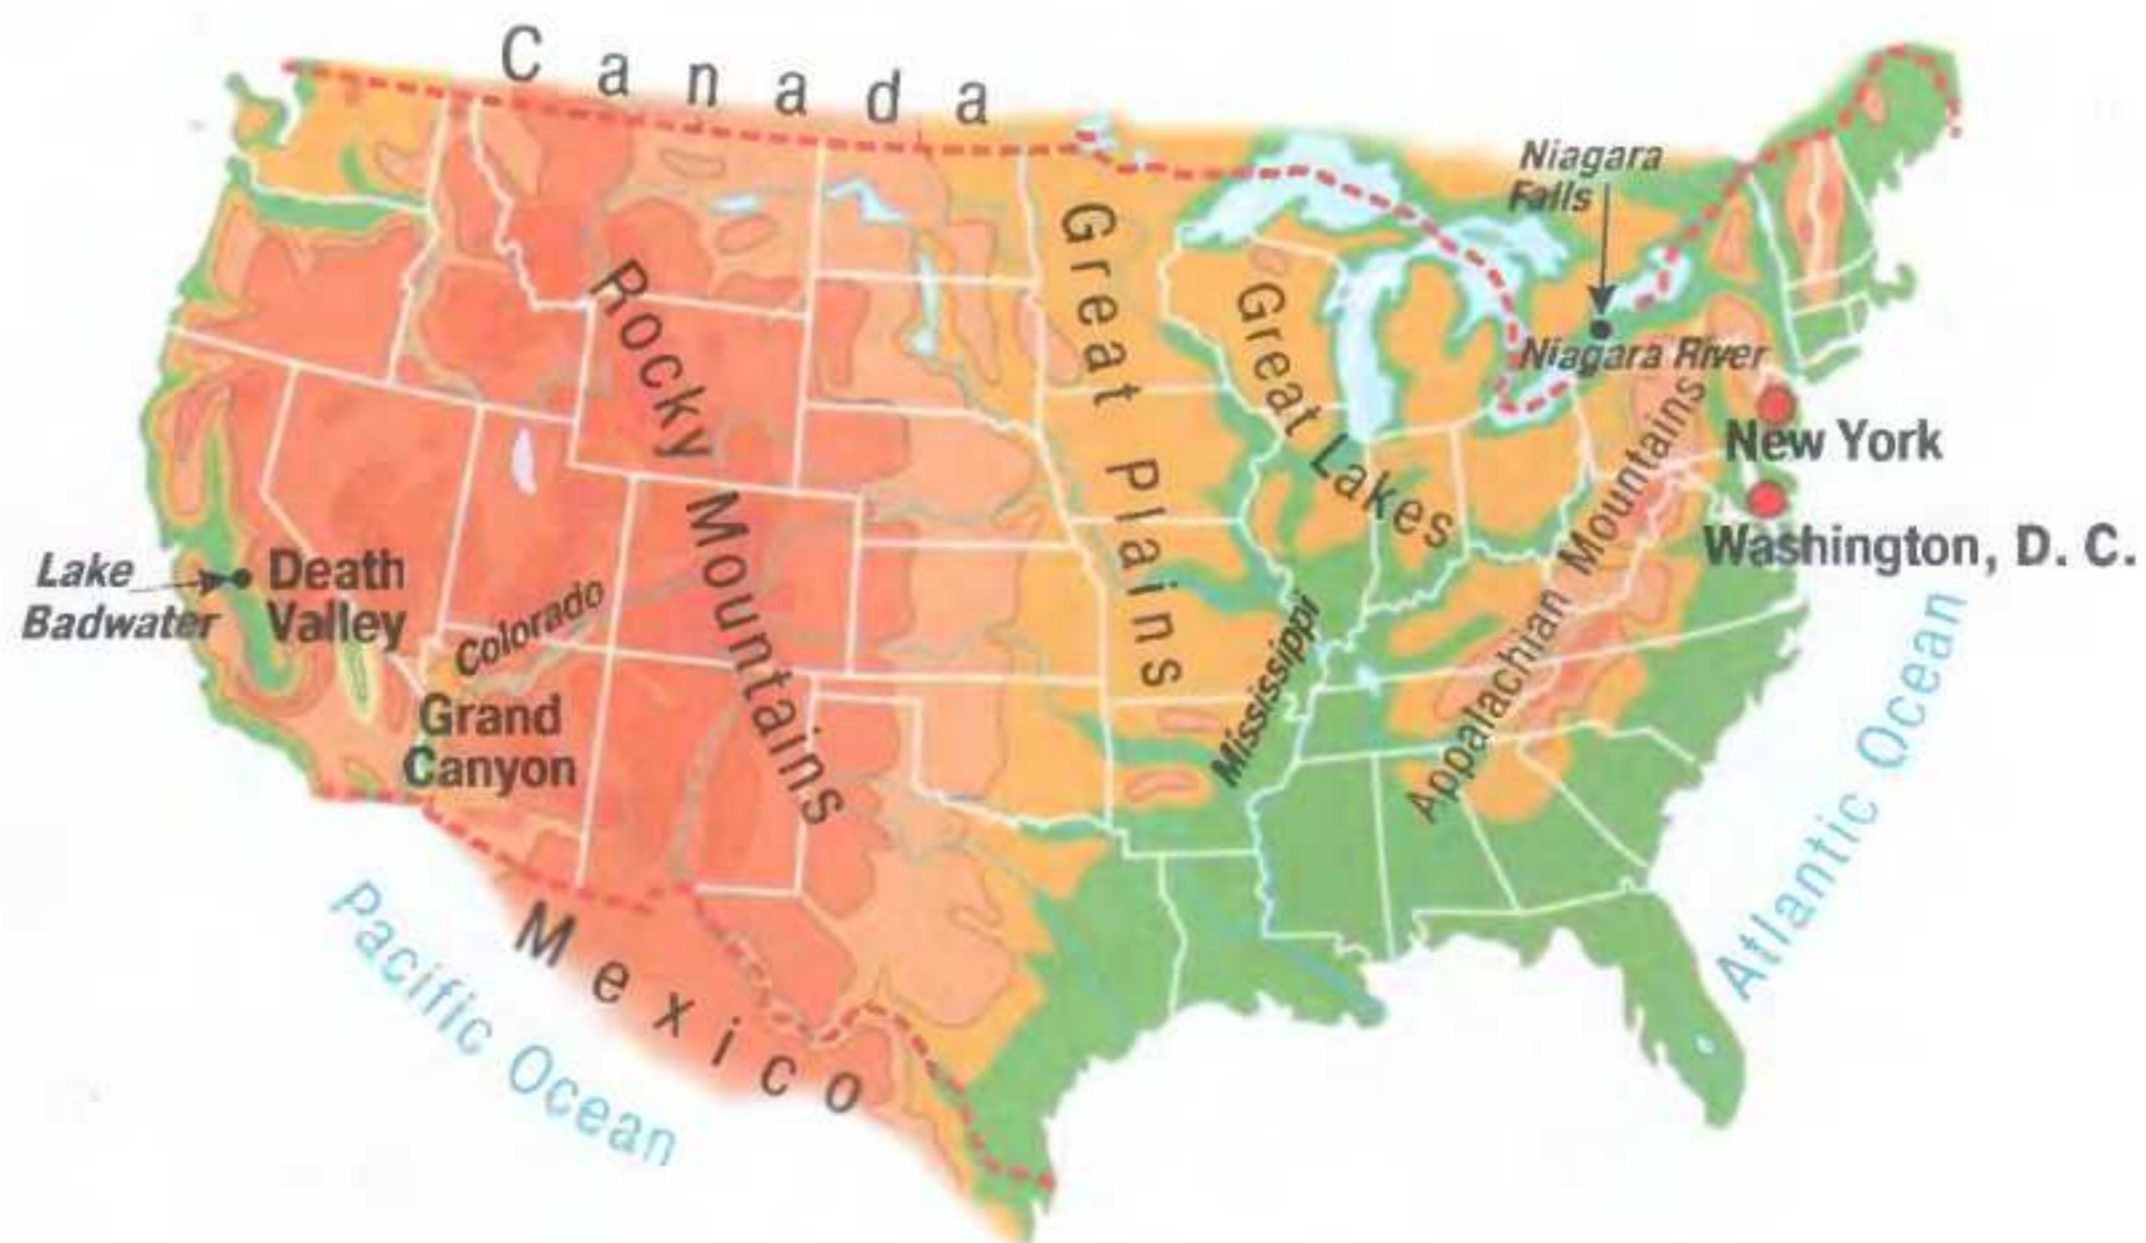 Canada
Niagara
Falls
Niagara River
Great Plains
Great Lakes
Rocky Mountains
New York
Washington, D. C.
Appalachian Mountains
Mississippi
Lake
Badwater
Death
Valley
Colorado
Grand
Canyon
Mexico
Pacific Ocean
Atlantic Ocean